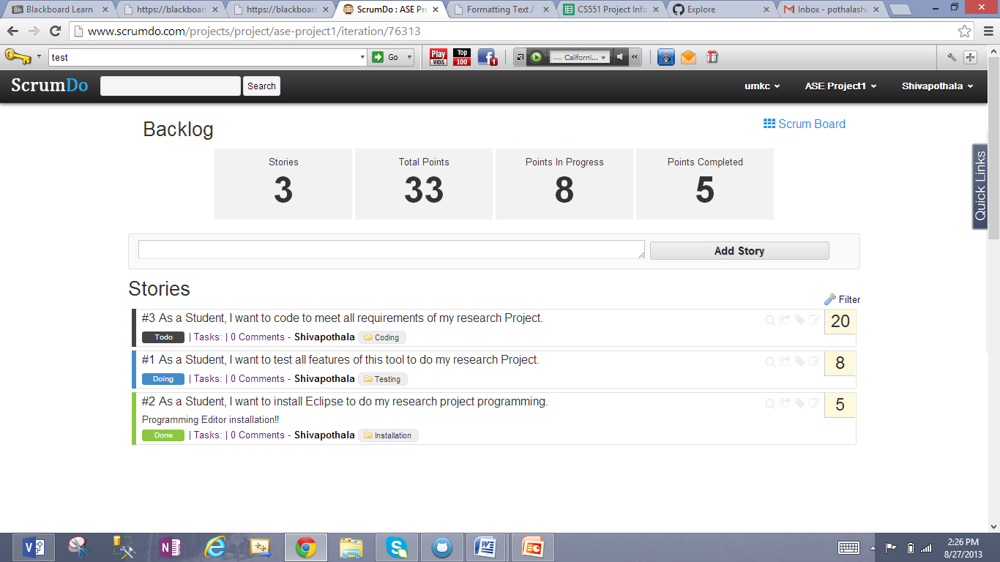 Blackboard Learn
https://blackboar
https://blackboar
ScrumDo : ASE Pr
Formatting Text /
CS551 Project Info
Explore
Inbox - pothalashi
www.scrumdo.com/projects/project/ase-project1/iteration/76313
test
Go
Play VIDS
Top 100
1
..... Californi...
ScrumDo
Search
umkc
ASE Project1
Shivapothala
Backlog
Scrum Board
Stories
Total Points
Points In Progress
Points Completed
3
33
8
5
Quick Links
Add Story
Stories
Filter
#3 As a Student, I want to code to meet all requirements of my research Project.
20
Todo | Tasks: | 0 Comments - Shivapothala Coding
#1 As a Student, I want to test all features of this tool to do my research Project.
8
Doing | Tasks: | 0 Comments - Shivapothala Testing
#2 As a Student, I want to install Eclipse to do my research project programming.
5
Programming Editor installation!!
Done | Tasks: | 0 Comments - Shivapothala Installation
2:26 PM
8/27/2013